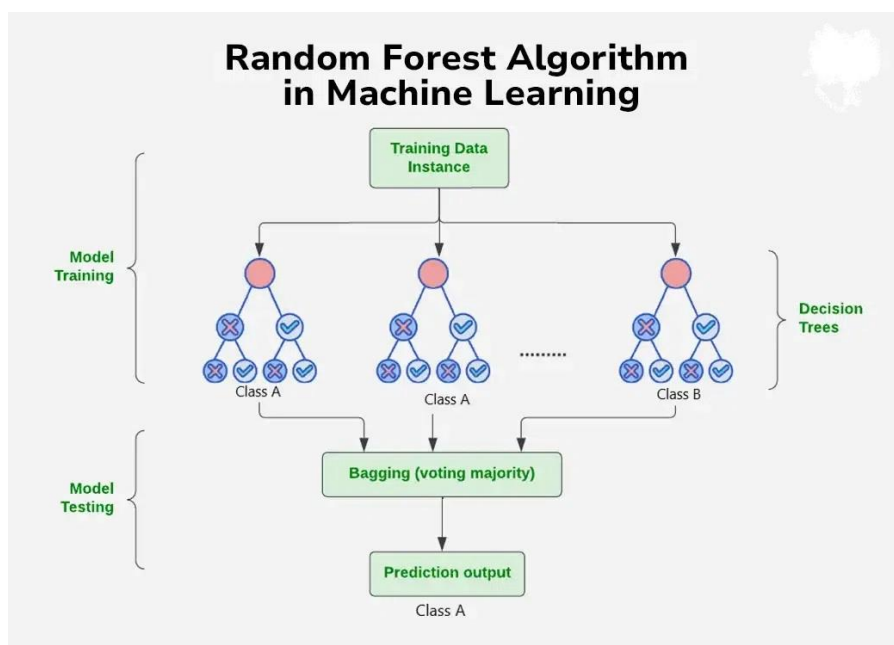 Random Forest Algorithm
in Machine Learning
Training Data
Instance
Model
Training
Decision
Trees
.........
Class A
Class A
Class B
Bagging (voting majority)
Model
Testing
Prediction output
Class A